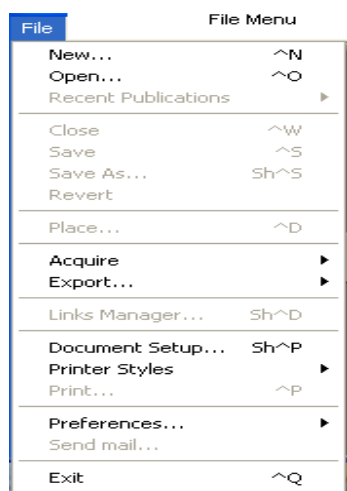 File Menu
File
New... ^N
Open... ^O
Recent Publications
Close ^W
Save ^S
Save As... Sh^S
Revert
Place... ^D
Acquire
Export...
Links Manager... Sh^D
Document Setup... Sh^P
Printer Styles
Print... ^P
Preferences...
Send mail...
Exit ^Q